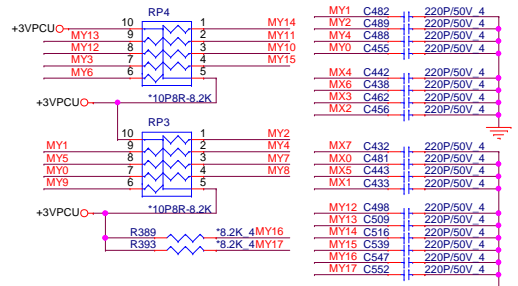 RP4
+3VPCU 10 1 MY14
MY13 9 2 MY11
MY12 8 3 MY10
MY3 7 4 MY15
MY6 6 5
+3VPCU *10P8R-8.2K
RP3
10 1 MY2
MY1 9 2 MY4
MY5 8 3 MY7
MY0 7 4 MY8
MY9 6 5
+3VPCU *10P8R-8.2K
R389 *8.2K_4 MY16
R393 *8.2K_4 MY17
MY1 C482 220P/50V_4
MY2 C489 220P/50V_4
MY4 C488 220P/50V_4
MY0 C455 220P/50V_4
MX4 C442 220P/50V_4
MX6 C438 220P/50V_4
MX3 C462 220P/50V_4
MX2 C456 220P/50V_4
MX7 C432 220P/50V_4
MX0 C481 220P/50V_4
MX5 C443 220P/50V_4
MX1 C433 220P/50V_4
MY12 C498 220P/50V_4
MY13 C509 220P/50V_4
MY14 C516 220P/50V_4
MY15 C539 220P/50V_4
MY16 C547 220P/50V_4
MY17 C552 220P/50V_4